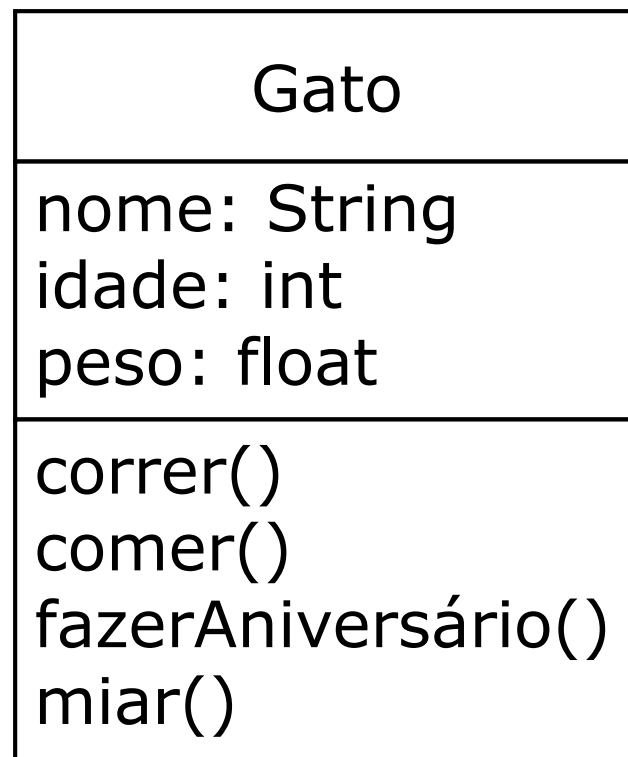 Gato
nome: String
idade: int
peso: float
correr()
comer()
fazerAniversário()
miar()